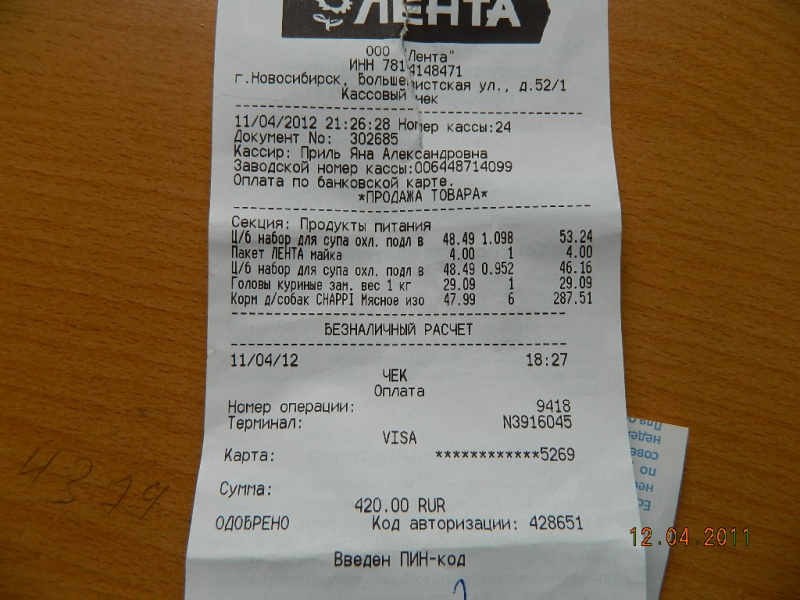 ЛЕНТА
ООО "Лента"
ИНН 7814148471
г.Новосибирск, Большевистская ул., д.52/1
Кассовый чек
11/04/2012 21:26:28 Номер кассы:24
Документ No: 302685
Кассир: Приль Яна Александровна
Заводской номер кассы:006448714099
Оплата по банковской карте.
*ПРОДАЖА ТОВАРА*
Секция: Продукты питания
Ц/б набор для супа охл. подл в 48.49 1.098 53.24
Пакет ЛЕНТА майка 4.00 1 4.00
Ц/б набор для супа охл. подл в 48.49 0.952 46.16
Головы куриные зам. вес 1 кг 29.09 1 29.09
Корм д/собак CHAPPI Мясное изо 47.99 6 287.51
БЕЗНАЛИЧНЫЙ РАСЧЕТ
11/04/12 18:27
ЧЕК
Оплата
Номер операции: 9418
Терминал: N3916045
VISA
Карта: ************5269
Сумма:
420.00 RUR
ОДОБРЕНО Код авторизации: 428651
Введен ПИН-код
4379
12.04.2011